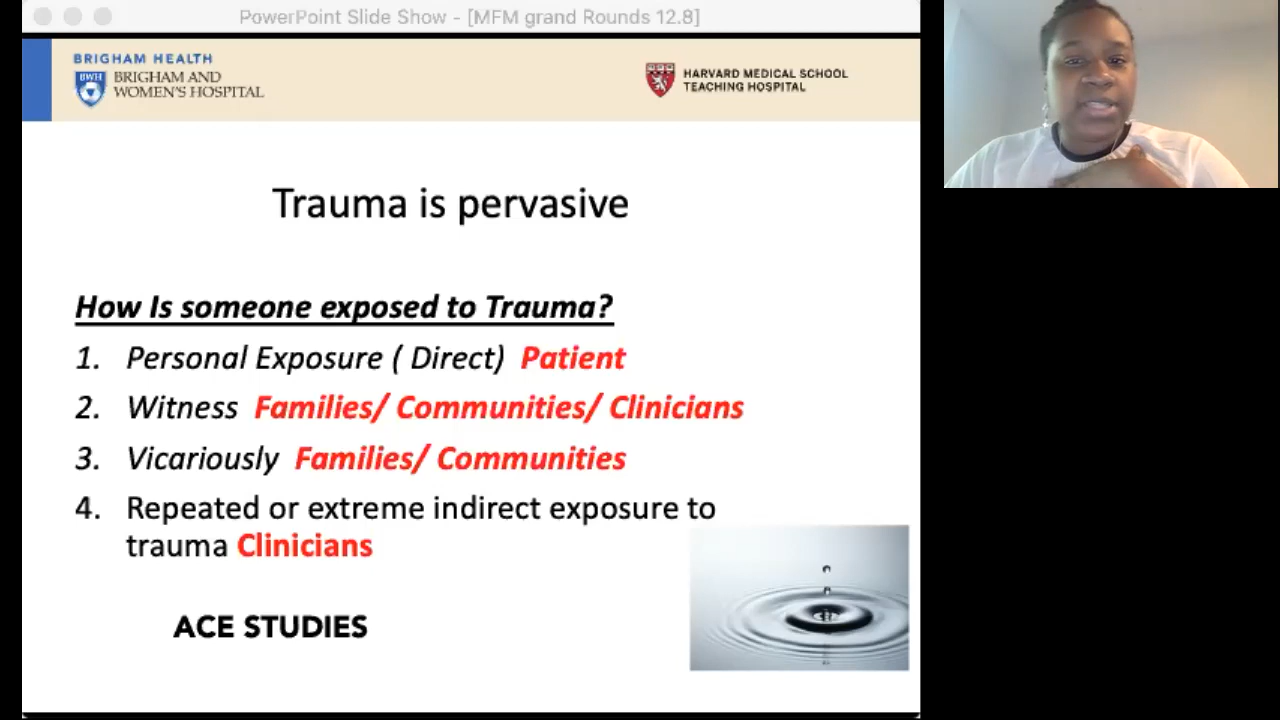 PowerPoint Slide Show - [MFM grand Rounds 12.8]
BRIGHAM HEALTH
BWH
BRIGHAM AND
WOMEN'S HOSPITAL
HARVARD MEDICAL SCHOOL
TEACHING HOSPITAL
Trauma is pervasive
How Is someone exposed to Trauma?
1. Personal Exposure ( Direct) Patient
2. Witness Families/ Communities/ Clinicians
3. Vicariously Families/ Communities
4. Repeated or extreme indirect exposure to
trauma Clinicians
ACE STUDIES